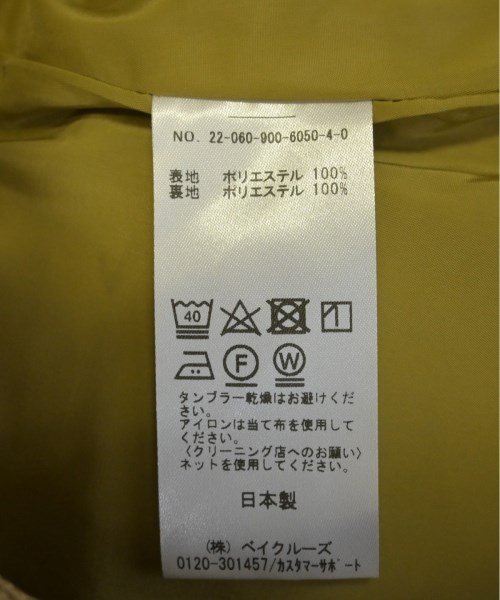 NO. 22-060-900-6050-4-0
表地 ポリエステル 100%
裏地 ポリエステル 100%
40
F W
タンブラー乾燥はお避けくだ
さい。
アイロンは当て布を使用して
ください。
〈クリーニング店へのお願い〉
ネットを使用してください。
日本製
(株) ベイクルーズ
0120-301457/カスタマーサポート